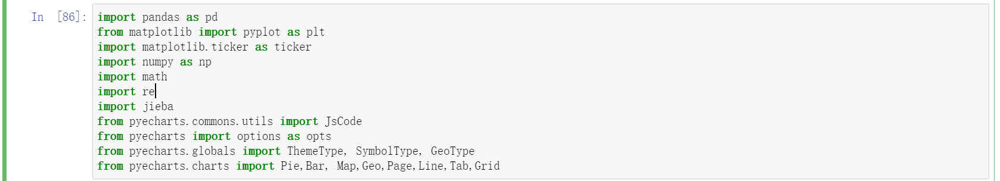 In [86]: import pandas as pd
from matplotlib import pyplot as plt
import matplotlib.ticker as ticker
import numpy as np
import math
import re
import jieba
from pyecharts.commons.utils import JsCode
from pyecharts import options as opts
from pyecharts.globals import ThemeType, SymbolType, GeoType
from pyecharts.charts import Pie,Bar, Map,Geo,Page,Line,Tab,Grid